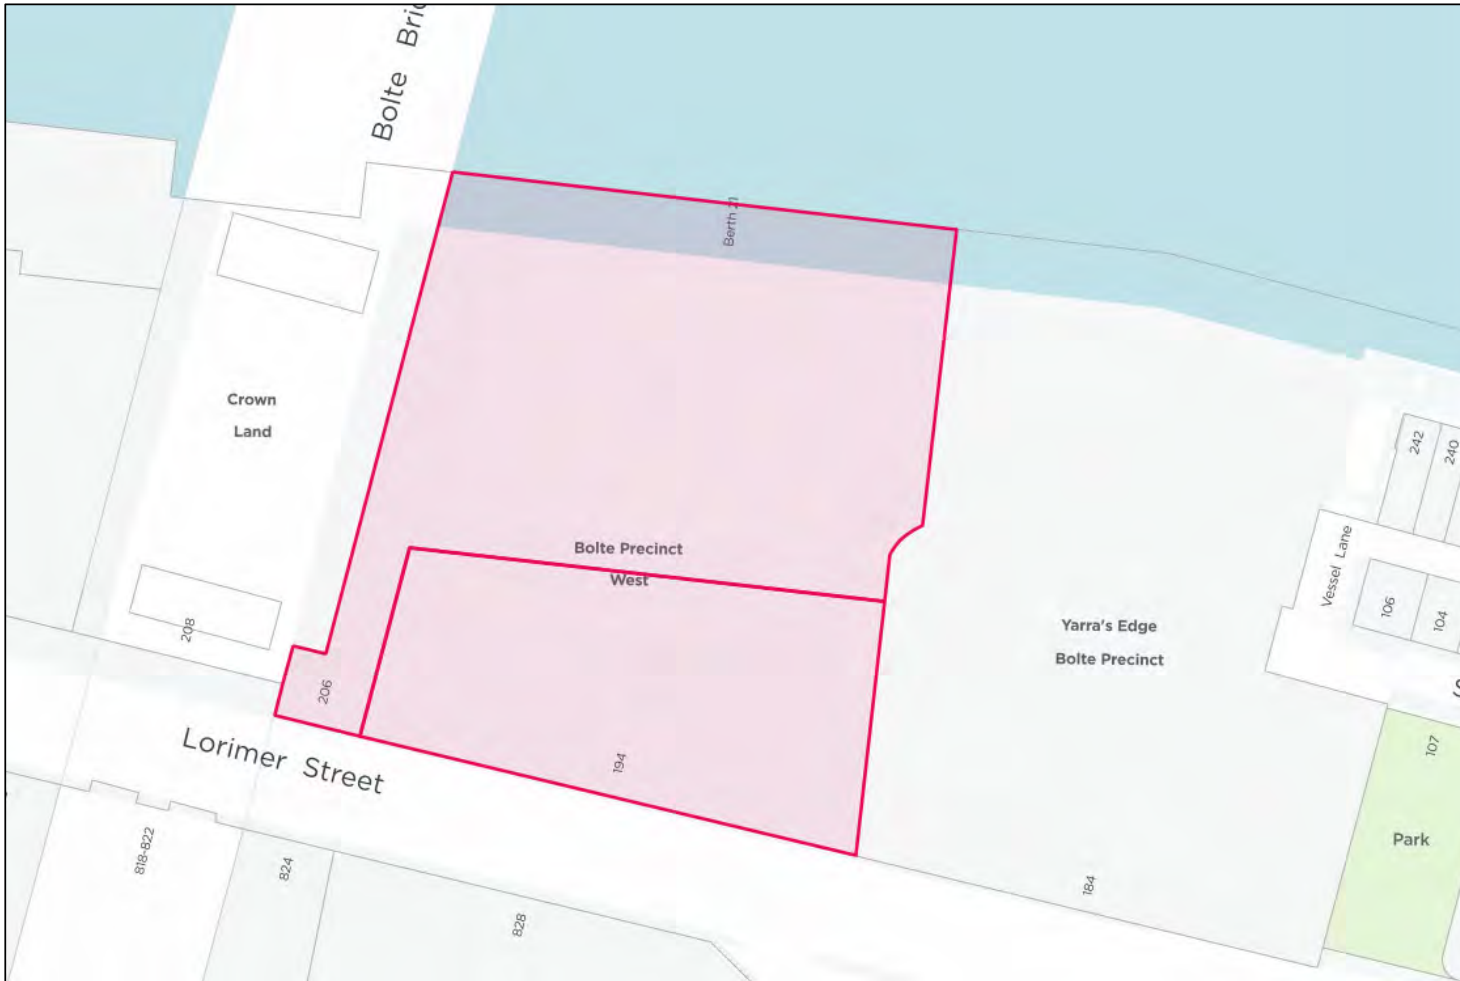 Bolte Bri
Berth 21
Crown
Land
242
240
Bolte Precinct
West
Vessel Lane
106
104
Yarra's Edge
Bolte Precinct
208
206
194
107
Lorimer Street
Park
818-822
824
828
184